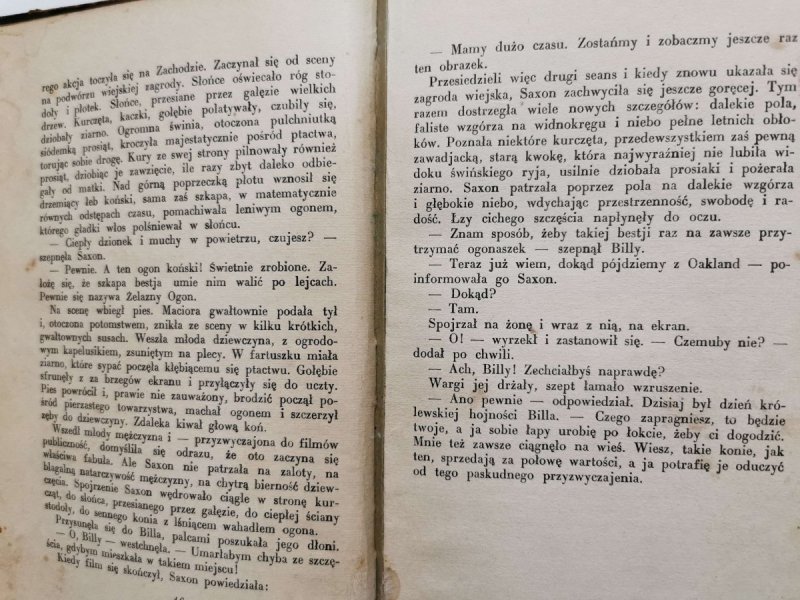 rego akcja toczyła się na Zachodzie. Zaczynał się od sceny
na podwórzu wiejskiej zagrody. Słońce oświecało róg sto-
doły i płotek. Słońce, przesiane przez gałęzie wielkich
drzew. Kurczęta, kaczki, gołębie polatywały, czubiły się,
dziobały ziarno. Ogromna świnia, otoczona pulchniutką
siódemką prosiąt, kroczyła majestatycznie pośród ptactwa,
torując sobie drogę. Kury ze swej strony pilnowały również
prosiąt, dziobiąc je zawzięcie, ile razy zbyt daleko odbie-
gały od matki. Nad górną poprzeczką płotu wznosił się
drzemiący łeb koński, sama zaś szkapa, w matematycznie
równych odstępach czasu, pomachiwała leniwym ogonem,
którego gładki włos połśniewał w słońcu.
— Ciepły dzionek i muchy w powietrzu, czujesz? —
szepnęła Saxon.
— Pewnie. A ten ogon koński! Świetnie zrobione. Za-
łożę się, że szkapa bestja umie nim walić po lejcach.
Pewnie się nazywa Żelazny Ogon.
Na scenę wbiegł pies. Maciora gwałtownie podała tył
i, otoczona potomstwem, znikła ze sceny w kilku krótkich,
gwałtownych susach. Weszła młoda dziewczyna, z ogrodo-
wym kapelusikiem, zsuniętym na plecy. W fartuszku miała
ziarno, które sypać poczęła kłębiącemu się ptactwu. Gołębie
sfrunęły z za brzegów ekranu i przyłączyły się do uczty.
Pies powrócił i, prawie nie zauważony, brodzić począł po-
śród pierzastego towarzystwa, machał ogonem i szczerzył
zęby do dziewczyny. Zdaleka kiwał głową koń.
Wszedł młody mężczyzna i — przyzwyczajona do filmów
publiczność, domyśliła się odrazu, że oto zaczyna się
właściwa fabuła. Ale Saxon nie patrzała na zaloty, na
błagalną natarczywość mężczyzny, na chytrą bierność dziew-
częcia. Spojrzenie Saxon wędrowało ciągle w stronę kur-
cząt, do słońca, przesianego przez gałęzie, do ciepłej ściany
stodoły, do sennego konia z lśniącem wahadłem ogona.
Przysunęła się do Billa, palcami poszukała jego dłoni.
— O, Billy — westchnęła. — Umarłabym chyba ze szczę-
ścia, gdybym mieszkała w takiem miejscu!
Kiedy film się skończył, Saxon powiedziała:
— Mamy dużo czasu. Zostańmy i zobaczmy jeszcze raz
ten obrazek.
Przesiedzieli więc drugi seans i kiedy znowu ukazała się
zagroda wiejska, Saxon zachwyciła się jeszcze goręcej. Tym
razem dostrzegła wiele nowych szczegółów: dalekie pola,
faliste wzgórza na widnokręgu i niebo pełne letnich obło-
ków. Poznała niektóre kurczęta, przedewszystkiem zaś pewną
zawadjacką, starą kwokę, która najwyraźniej nie lubiła wi-
doku świńskiego ryja, usilnie dziobała prosiaki i pożerała
ziarno. Saxon patrzała poprzez pola na dalekie wzgórza
i głębokie niebo, wdychając przestrzenność, swobodę i ra-
dość. Łzy cichego szczęścia napłynęły do oczu.
— Znam sposób, żeby takiej bestji raz na zawsze przy-
trzymać ogonaszek — szepnął Billy.
— Teraz już wiem, dokąd pójdziemy z Oakland — po-
informowała go Saxon.
— Dokąd?
— Tam.
Spojrzał na żonę i wraz z nią, na ekran.
— O! — wyrzekł i zastanowił się. — Czemuby nie? —
dodał po chwili.
— Ach, Billy! Zechciałbyś naprawdę?
Wargi jej drżały, szept łamało wzruszenie.
— Ano pewnie — odpowiedział. Dzisiaj był dzień kró-
lewskiej hojności Billa. — Czego zapragniesz, to będzie
twoje, a ja sobie łapy urobię po łokcie, żeby ci dogodzić.
Mnie też zawsze ciągnęło na wieś. Wiesz, takie konie, jak
ten, sprzedają za połowę wartości, a ja potrafię je oduczyć
od tego paskudnego przyzwyczajenia.